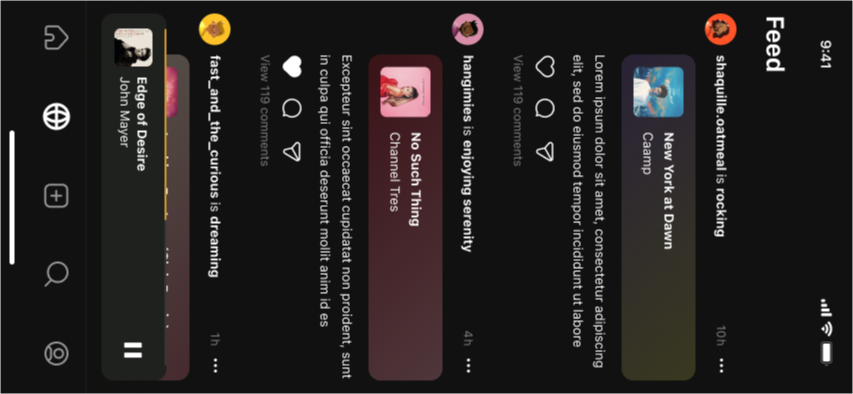 9:41
Feed
shaquille.oatmeal is rocking
10h
New York at Dawn
Caamp
Lorem ipsum dolor sit amet, consectetur adipiscing
elit, sed do eiusmod tempor incididunt ut labore
View 119 comments
hangimies is enjoying serenity
4h
No Such Thing
Channel Tres
Excepteur sint occaecat cupidatat non proident, sunt
in culpa qui officia deserunt mollit anim id es
View 119 comments
fast_and_the_curious is dreaming
1h
Edge of Desire
John Mayer